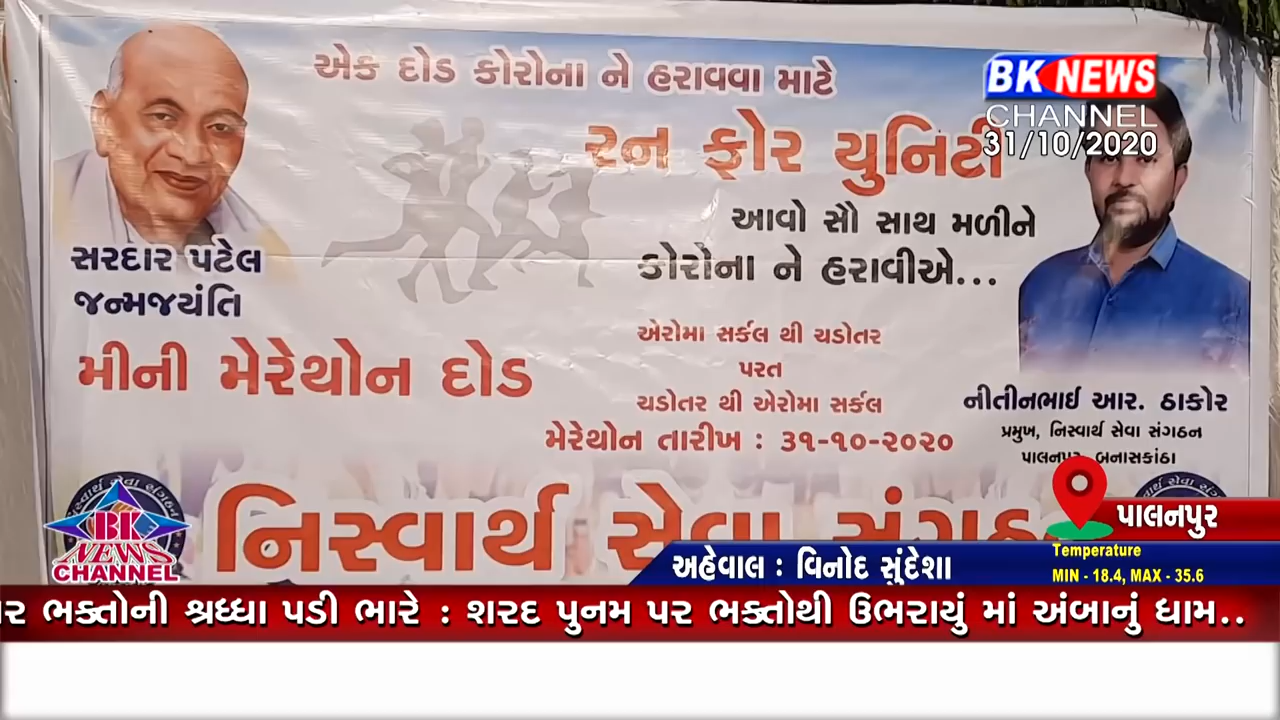 એક દોડ કોરોના ને હરાવવા માટે
રન ફોર યુનિટી
આવો સૌ સાથ મળીને
કોરોના ને હરાવીએ...
સરદાર પટેલ
જન્મજયંતિ
મીની મેરેથોન દોડ
એરોમા સર્કલ થી ચડોતર
પરત
ચડોતર થી એરોમા સર્કલ
મેરેથોન તારીખ : ૩૧-૧૦-૨૦૨૦
નીતીનભાઈ આર. ઠાકોર
પ્રમુખ, નિસ્વાર્થ સેવા સંગઠન
પાલનપુર, બનાસકાંઠા
નિસ્વાર્થ સેવા સંગઠન
BK NEWS
CHANNEL
31/10/2020
BK
NEWS
CHANNEL
પાલનપુર
Temperature
MIN - 18.4, MAX - 35.6
અહેવાલ : વિનોદ સુંદેશા
ભક્તોની શ્રધ્ધા પડી ભારે : શરદ પુનમ પર ભક્તોથી ઉભરાયું માં અંબાનું ધામ..